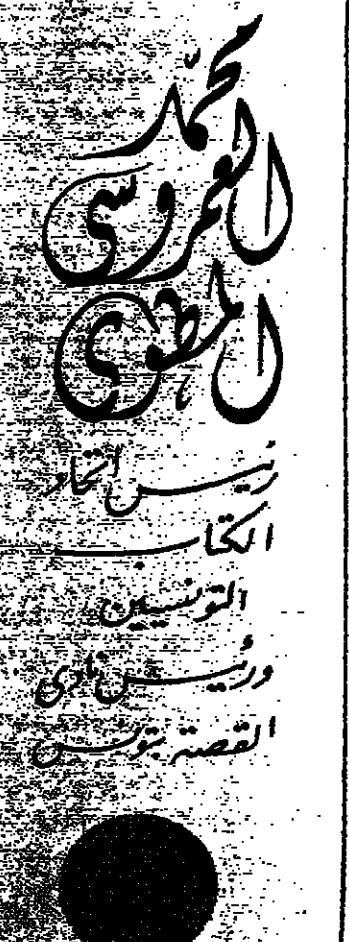 محمد
العروسي
المطوي
رئيس اتحاد
الكتاب
التونسيين
ورئيس نادي
القصة بتونس